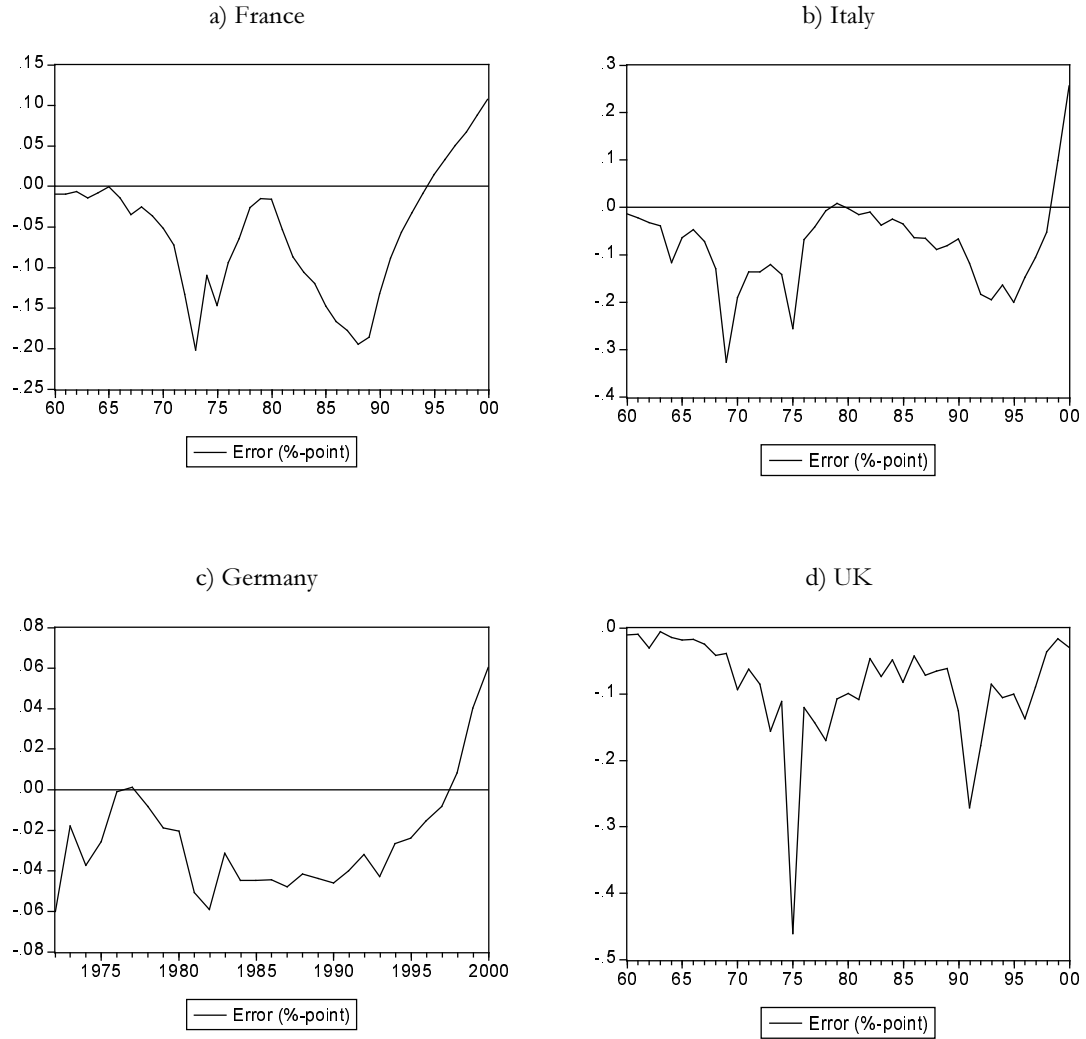 a) France
.15
.10
.05
.00
-.05
-.10
-.15
-.20
-.25
60 65 70 75 80 85 90 95 00
Error (%-point)
b) Italy
.3
.2
.1
.0
-.1
-.2
-.3
-.4
60 65 70 75 80 85 90 95 00
Error (%-point)
c) Germany
.08
.06
.04
.02
.00
-.02
-.04
-.06
-.08
1975 1980 1985 1990 1995 2000
Error (%-point)
d) UK
.0
-.1
-.2
-.3
-.4
-.5
60 65 70 75 80 85 90 95 00
Error (%-point)